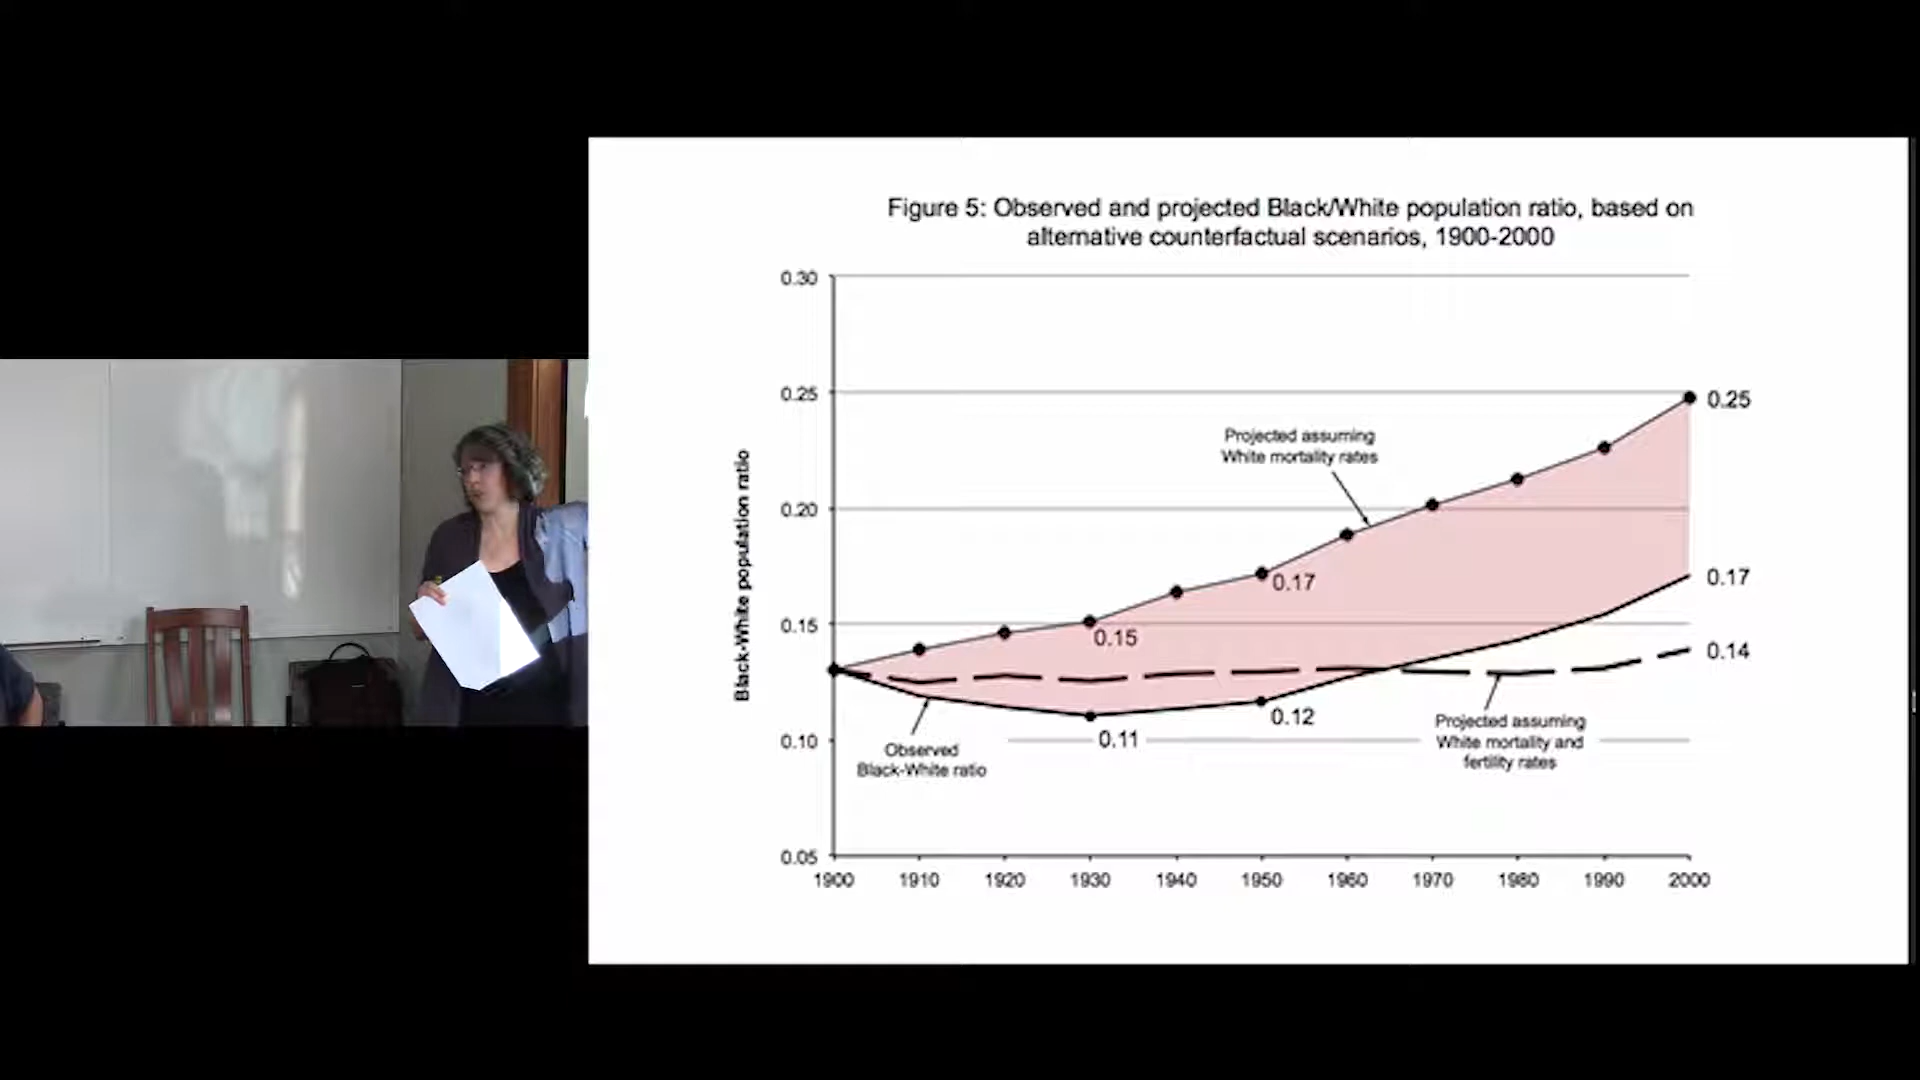 Figure 5: Observed and projected Black/White population ratio, based on
alternative counterfactual scenarios, 1900-2000
0.30
0.25
0.20
0.15
0.10
0.05
Black-White population ratio
Projected assuming
White mortality rates
0.25
0.17
0.17
0.15
0.14
0.12
0.11
Observed
Black-White ratio
Projected assuming
White mortality and
fertility rates
1900 1910 1920 1930 1940 1950 1960 1970 1980 1990 2000